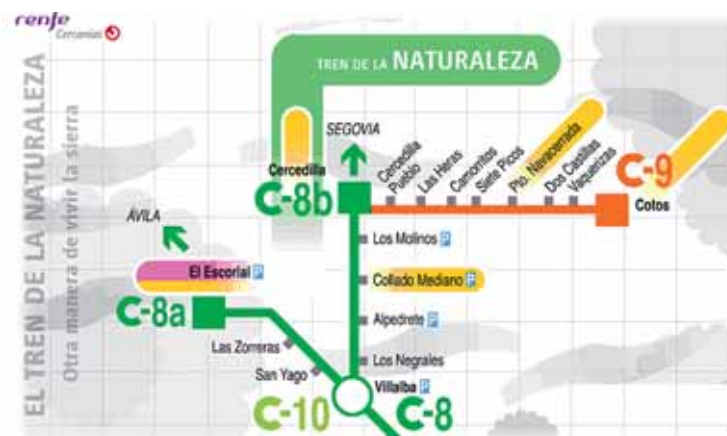 renfe
Cercanías
EL TREN DE LA NATURALEZA
Otra manera de vivir la sierra
TREN DE LA NATURALEZA
SEGOVIA
Cercedilla
C-8b
Cercedilla
Pueblo
Las Heras
Camorritos
Siete Picos
Pto. Navacerrada
Dos Castillas
Vaquerizas
C-9
Cotos
ÁVILA
El Escorial P
C-8a
Las Zorreras
San Yago
Los Molinos P
Collado Mediano P
Alpedrete P
Los Negrales
Villalba P
C-10
C-8